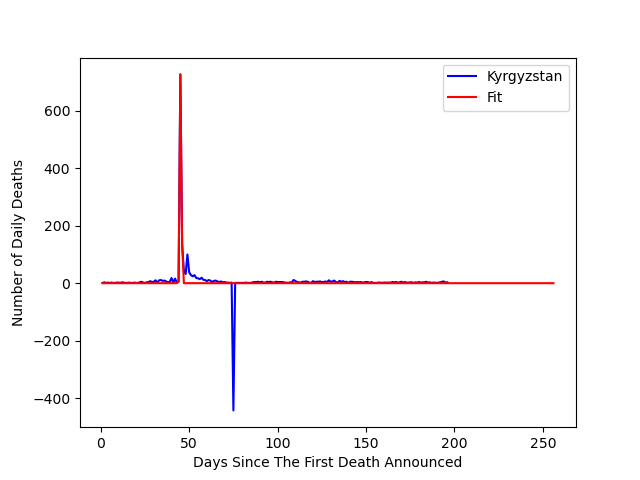 Kyrgyzstan
Fit
600
400
200
0
−200
−400
Number of Daily Deaths
0 50 100 150 200 250
Days Since The First Death Announced